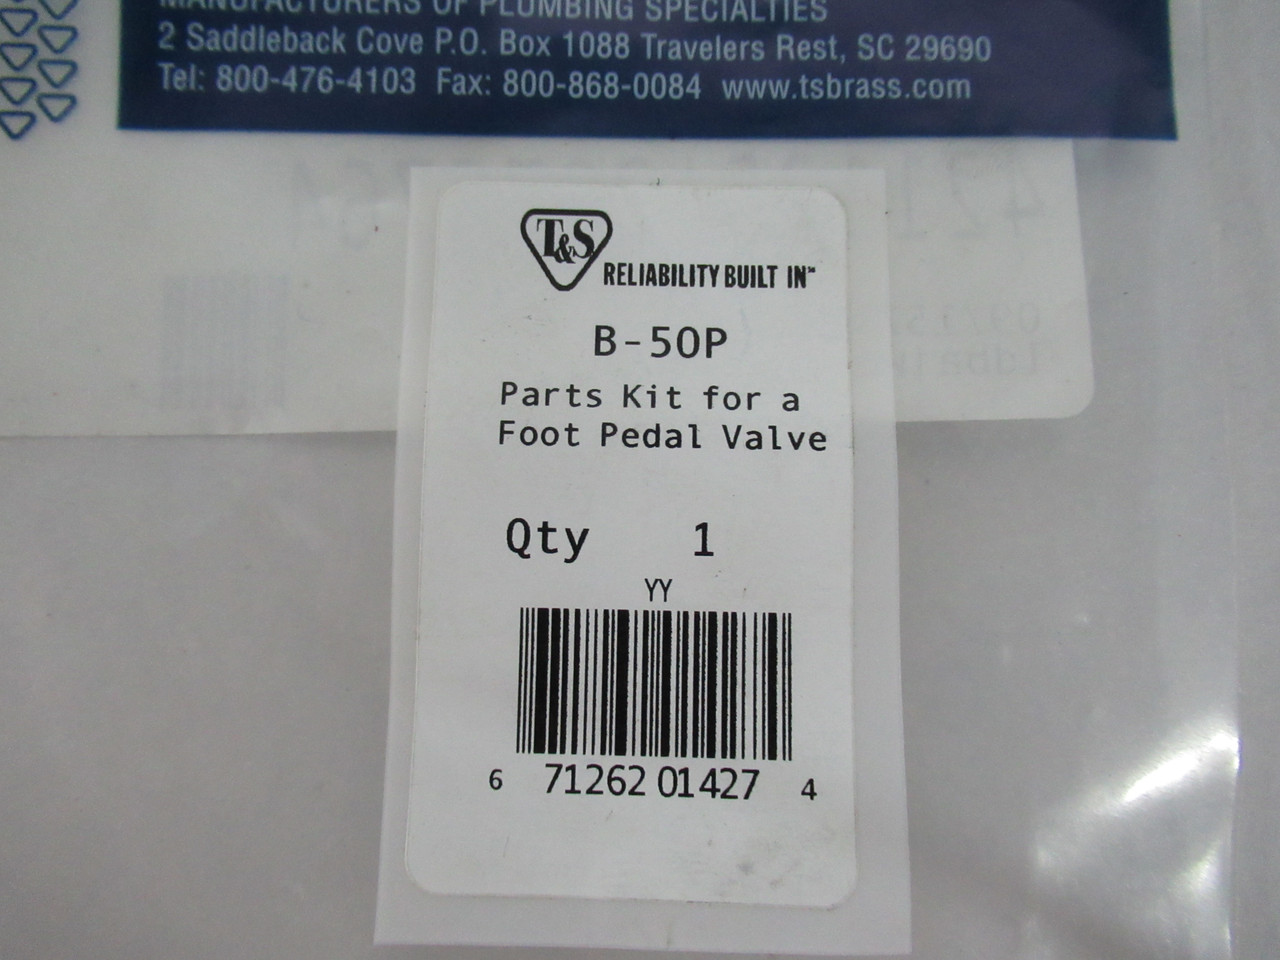 MANUFACTURERS OF PLUMBING SPECIALTIES
2 Saddleback Cove P.O. Box 1088 Travelers Rest, SC 29690
Tel: 800-476-4103 Fax: 800-868-0084 www.tsbrass.com
T&S
RELIABILITY BUILT IN™
B-50P
Parts Kit for a
Foot Pedal Valve
Qty 1
YY
6 71262 01427 4